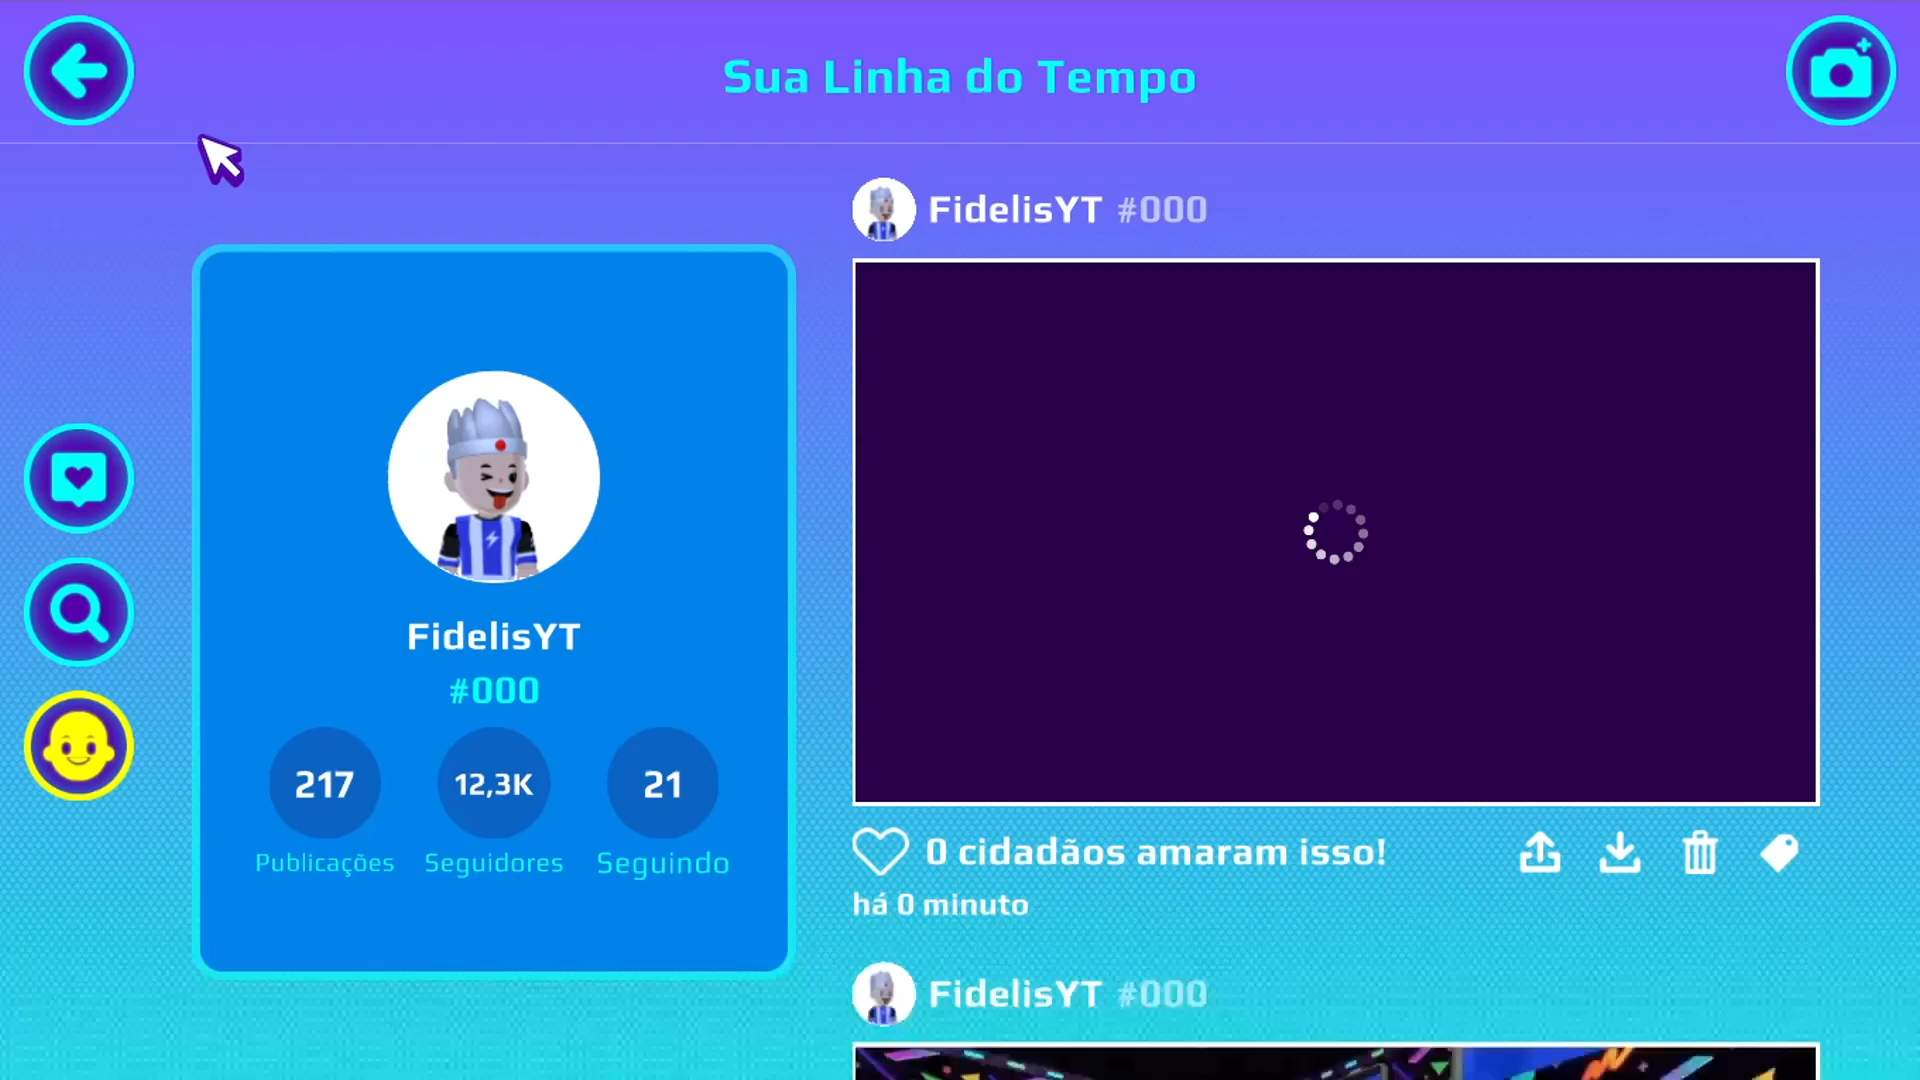 Sua Linha do Tempo
FidelisYT #000
FidelisYT
#000
217
12,3K
21
Publicações
Seguidores
Seguindo
0 cidadãos amaram isso!
há 0 minuto
FidelisYT #000